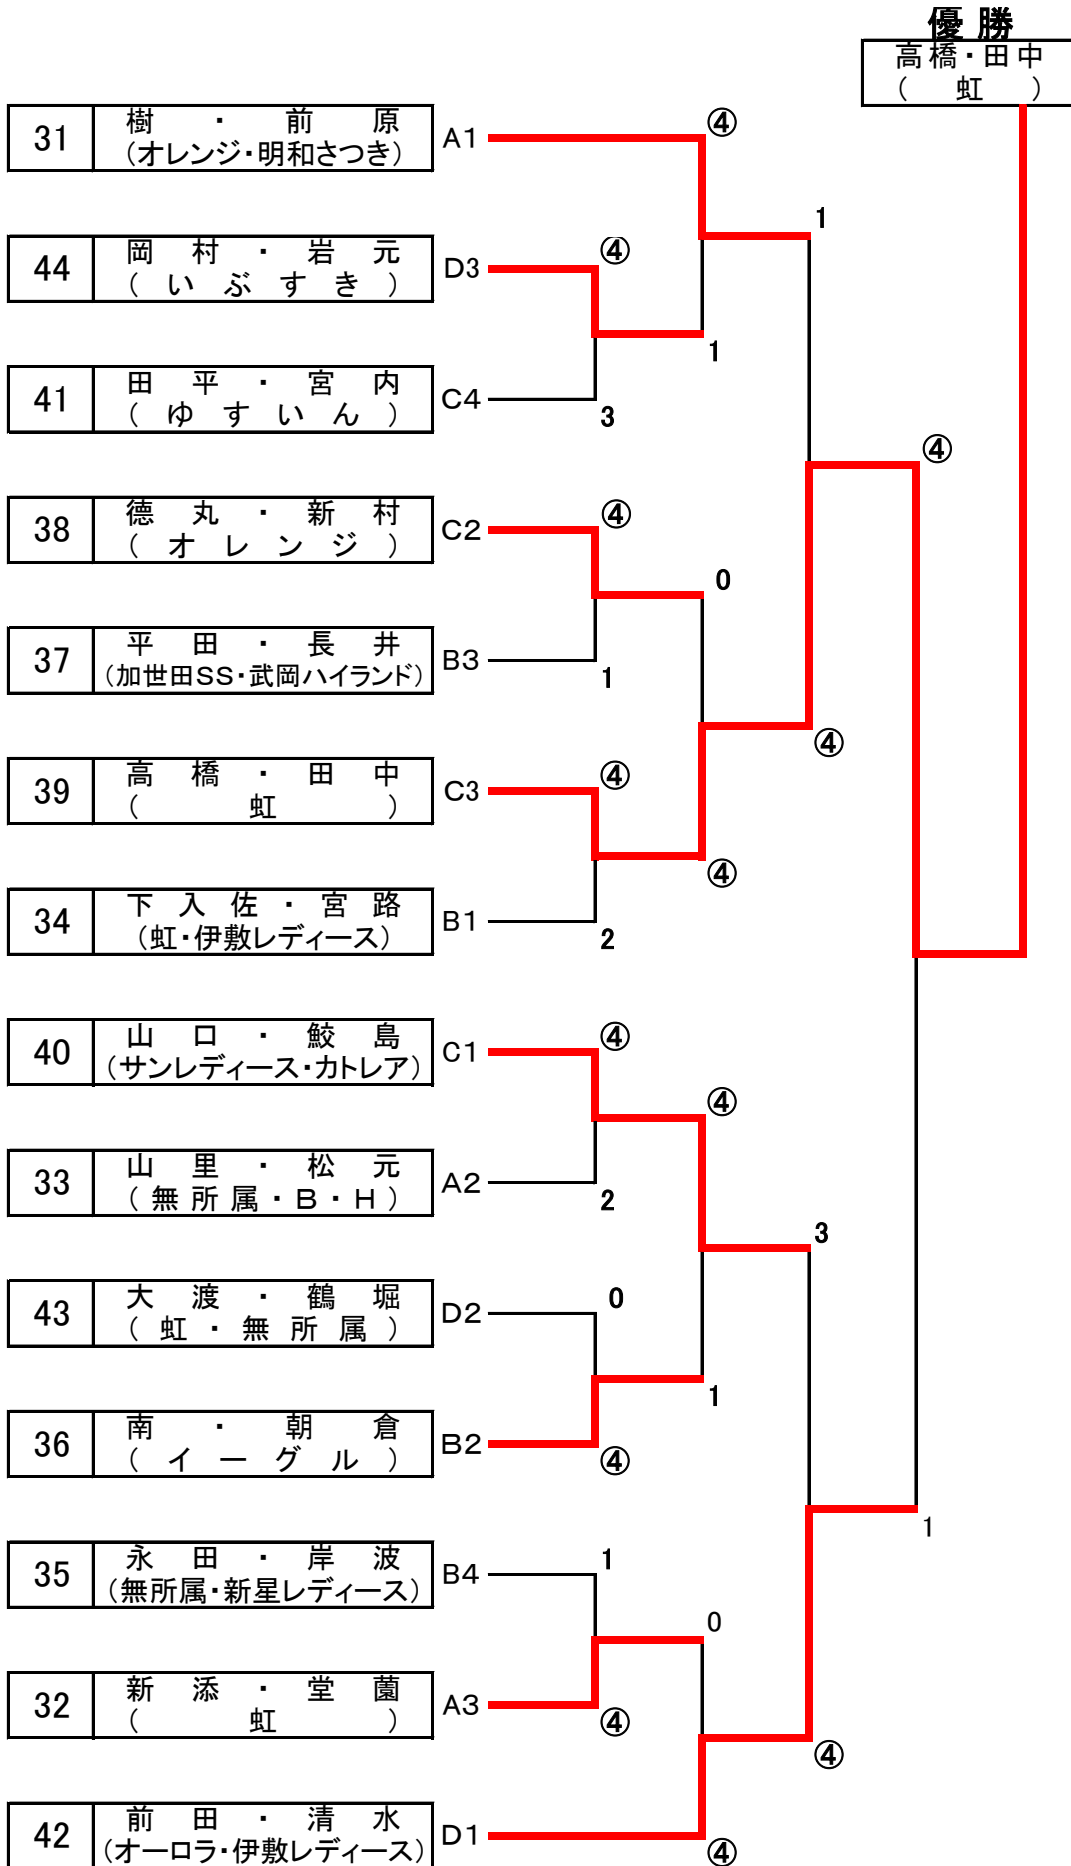 優勝
高橋・田中
(虹)
31 樹・前原 A1 ④
(オレンジ・明和さつき)
1
44 岡村・岩元 D3 ④
(いぶすき)
1
41 田平・宮内 C4
(ゆすいん) 3
④
38 德丸・新村 C2 ④
(オレンジ)
0
37 平田・長井 B3
(加世田SS・武岡ハイランド) 1
④
39 高橋・田中 C3 ④
(虹)
④
34 下入佐・宮路 B1
(虹・伊敷レディース) 2
40 山口・鮫島 C1 ④
(サンレディース・カトレア)
④
33 山里・松元 A2
(無所属・B・H) 2
3
43 大渡・鶴堀 D2 0
(虹・無所属)
1
36 南・朝倉 B2
(イーグル) ④
1
35 永田・岸波 B4 1
(無所属・新星レディース)
0
32 新添・堂薗 A3
(虹) ④
④
42 前田・清水 D1
(オーロラ・伊敷レディース) ④